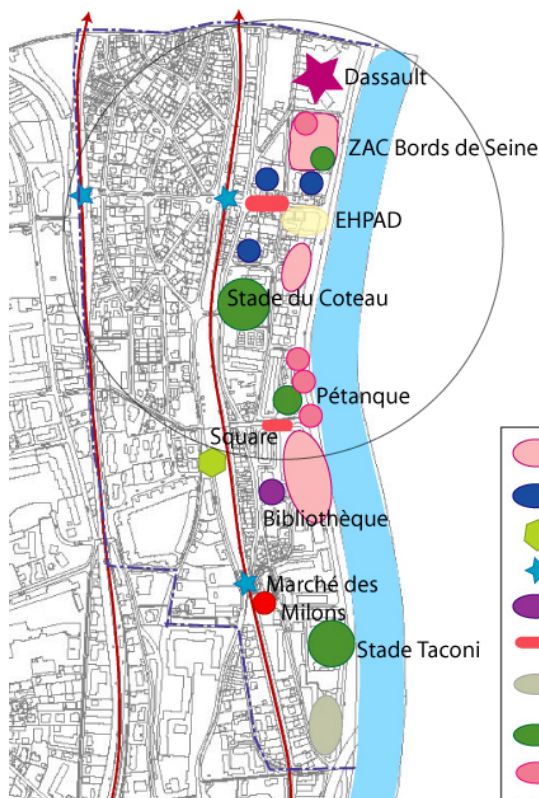 Dassault
ZAC Bords de Seine
EHPAD
Stade du Coteau
Pétanque
Square
Bibliothèque
Marché des
Milons
Stade Taconi